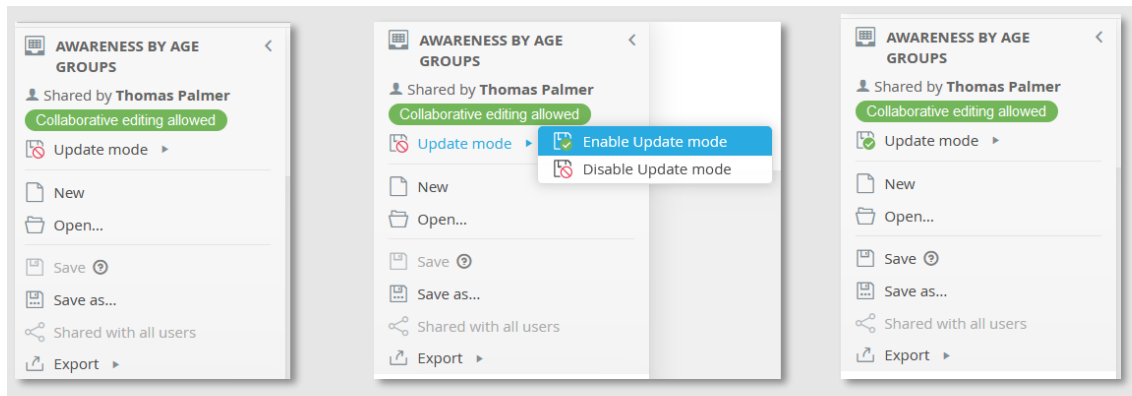 AWARENESS BY AGE
GROUPS
Shared by Thomas Palmer
Collaborative editing allowed
Update mode
New
Open...
Save ?
Save as...
Shared with all users
Export
AWARENESS BY AGE
GROUPS
Shared by Thomas Palmer
Collaborative editing allowed
Update mode
Enable Update mode
Disable Update mode
New
Open...
Save ?
Save as...
Shared with all users
Export
AWARENESS BY AGE
GROUPS
Shared by Thomas Palmer
Collaborative editing allowed
Update mode
New
Open...
Save ?
Save as...
Shared with all users
Export